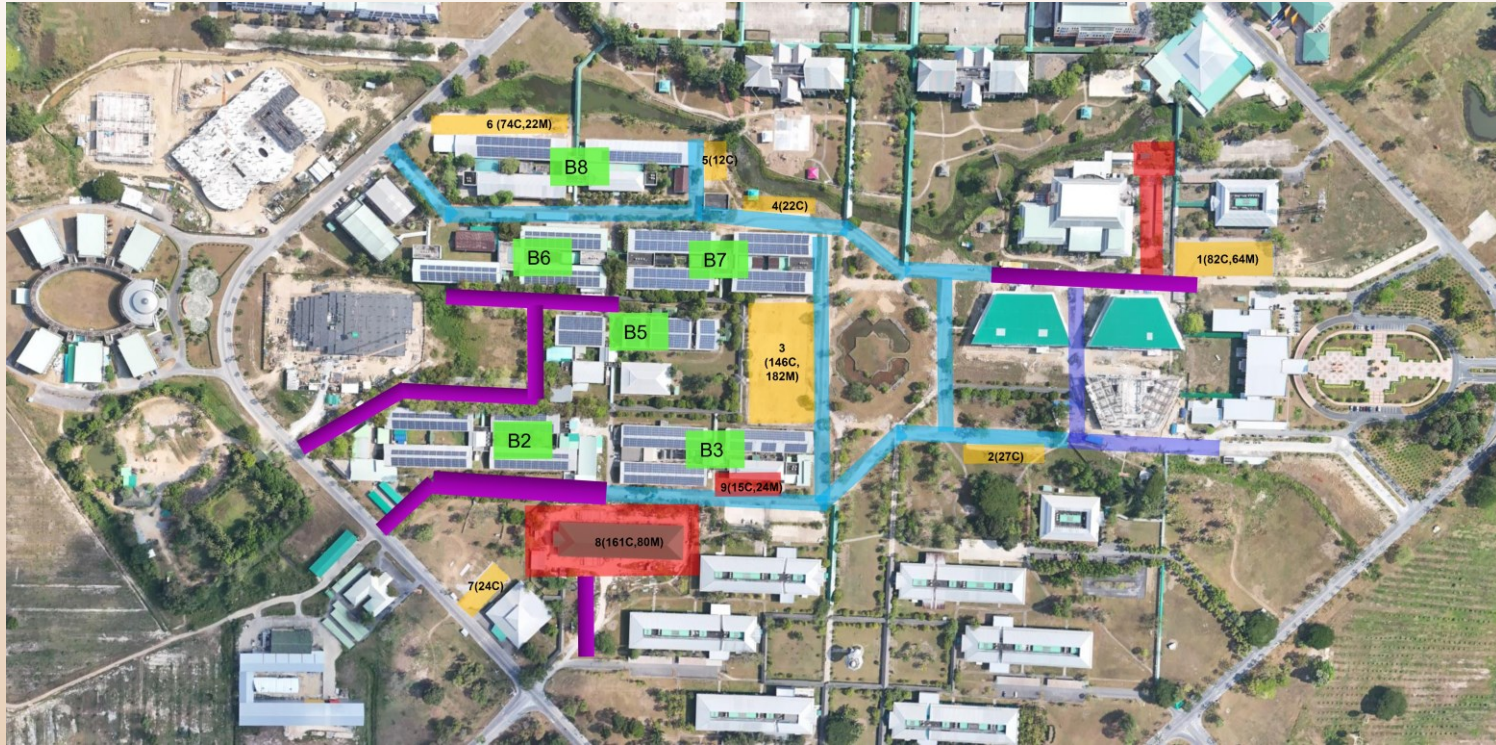 6 (74C,22M)
B8
5(12C)
4(22C)
B6
B7
1(82C,64M)
B5
3
(146C,
182M)
B2
B3
2(27C)
9(15C,24M)
8(161C,80M)
7(24C)